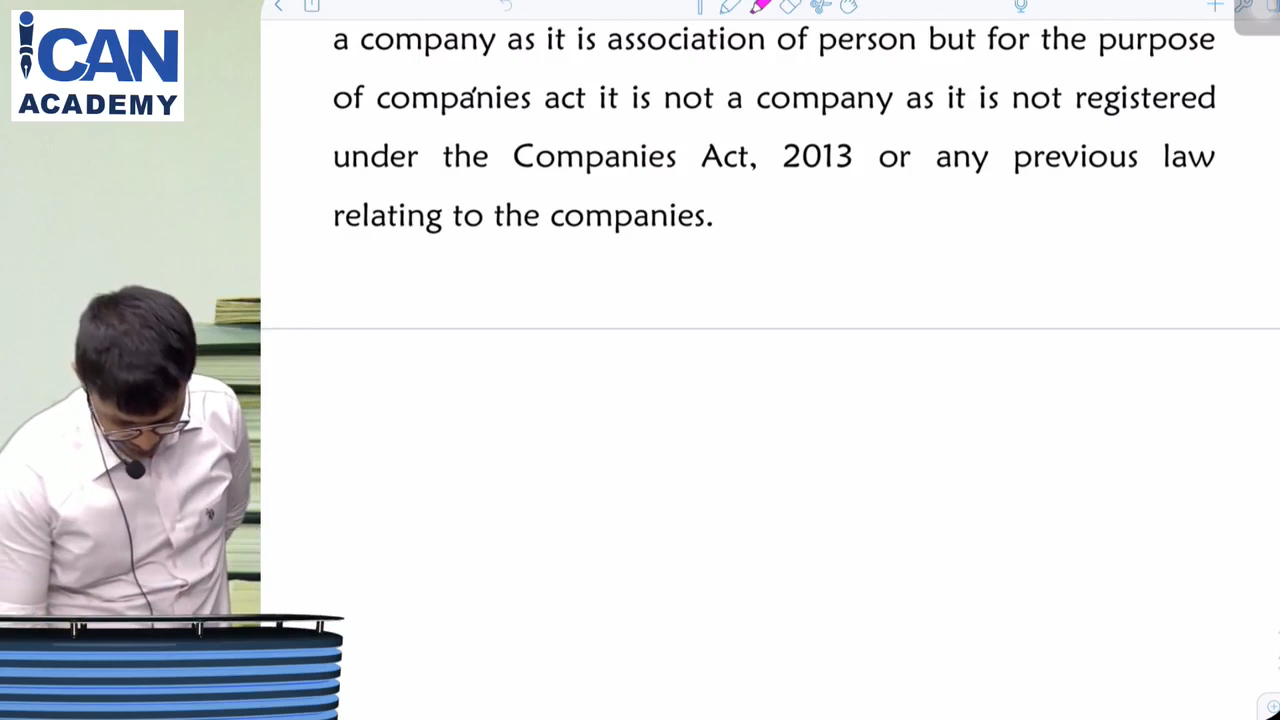 iCAN
ACADEMY
a company as it is association of person but for the purpose
of companies act it is not a company as it is not registered
under the Companies Act, 2013 or any previous law
relating to the companies.